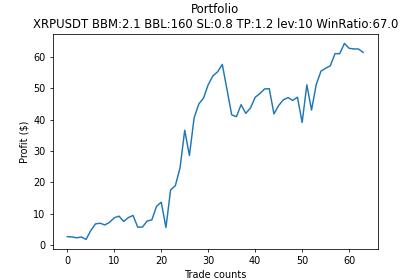 Portfolio
XRPUSDT BBM:2.1 BBL:160 SL:0.8 TP:1.2 lev:10 WinRatio:67.0
60
50
40
30
20
10
0
Profit ($)
0 10 20 30 40 50 60
Trade counts